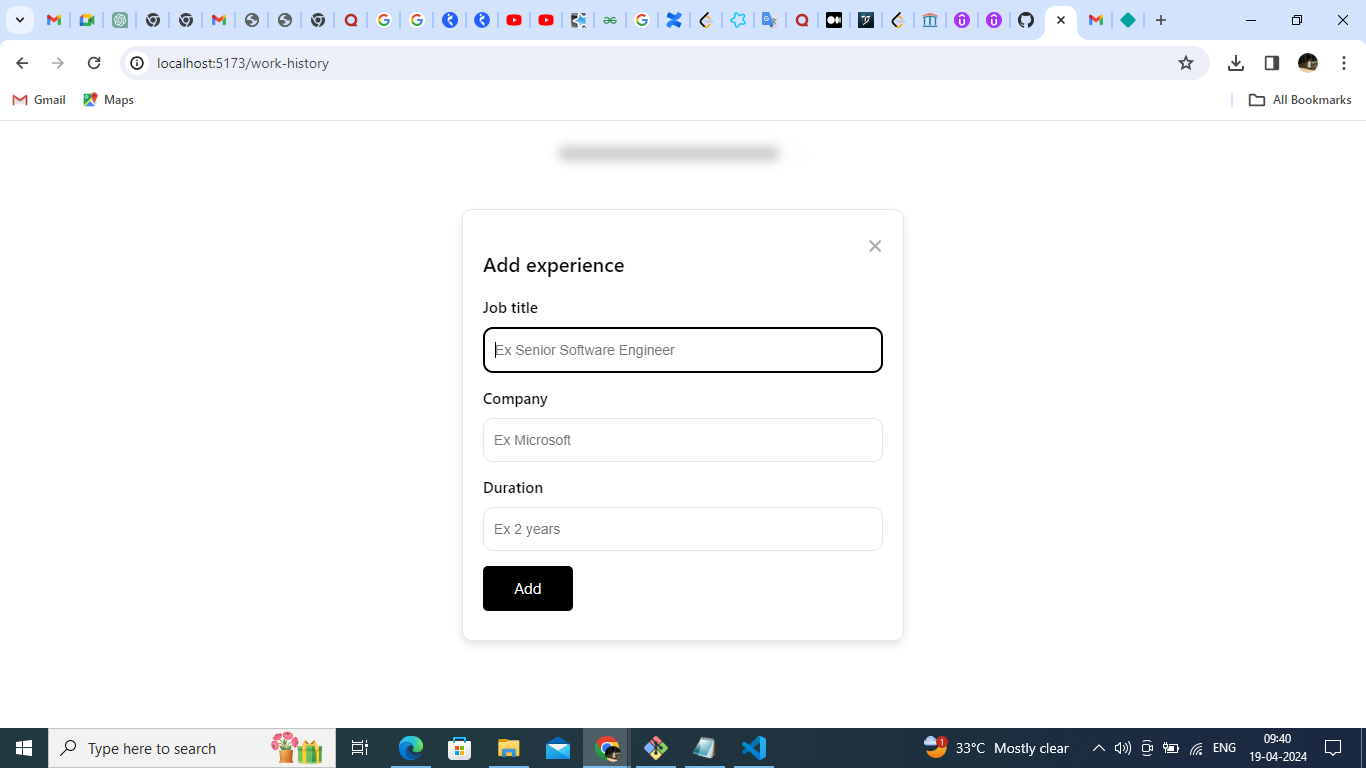 localhost:5173/work-history
Gmail
Maps
All Bookmarks
Add experience
Job title
Ex Senior Software Engineer
Company
Ex Microsoft
Duration
Ex 2 years
Add
Type here to search
1
33°C Mostly clear
ENG
09:40
19-04-2024